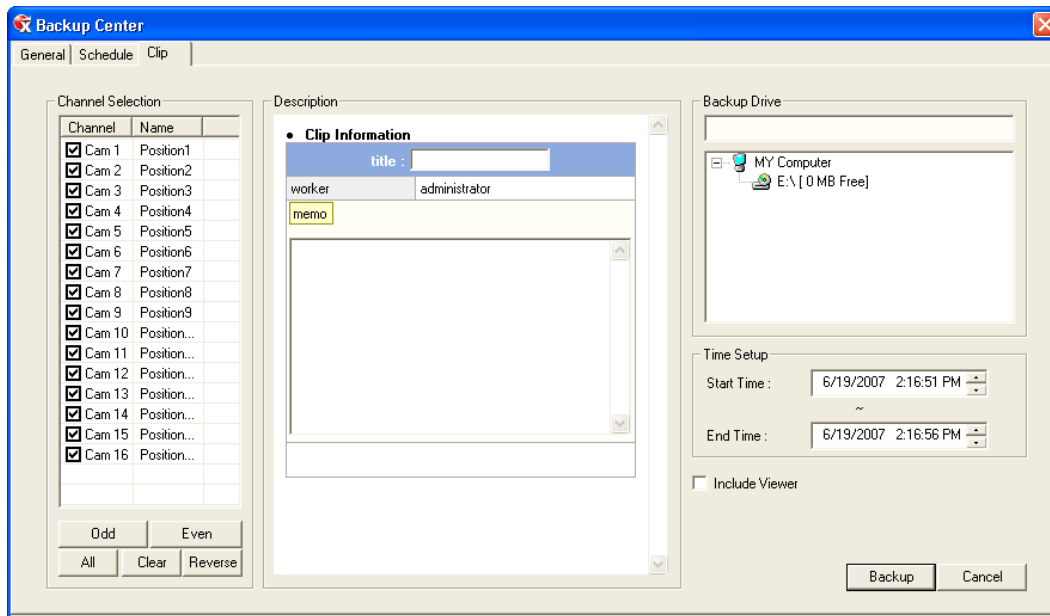 Backup Center
General Schedule Clip
Channel Selection
Channel Name
Cam 1 Position1
Cam 2 Position2
Cam 3 Position3
Cam 4 Position4
Cam 5 Position5
Cam 6 Position6
Cam 7 Position7
Cam 8 Position8
Cam 9 Position9
Cam 10 Position...
Cam 11 Position...
Cam 12 Position...
Cam 13 Position...
Cam 14 Position...
Cam 15 Position...
Cam 16 Position...
Odd Even
All Clear Reverse
Description
• Clip Information
title :
worker administrator
memo
Backup Drive
MY Computer
E:\ [ 0 MB Free]
Time Setup
Start Time : 6/19/2007 2:16:51 PM
~
End Time : 6/19/2007 2:16:56 PM
Include Viewer
Backup Cancel